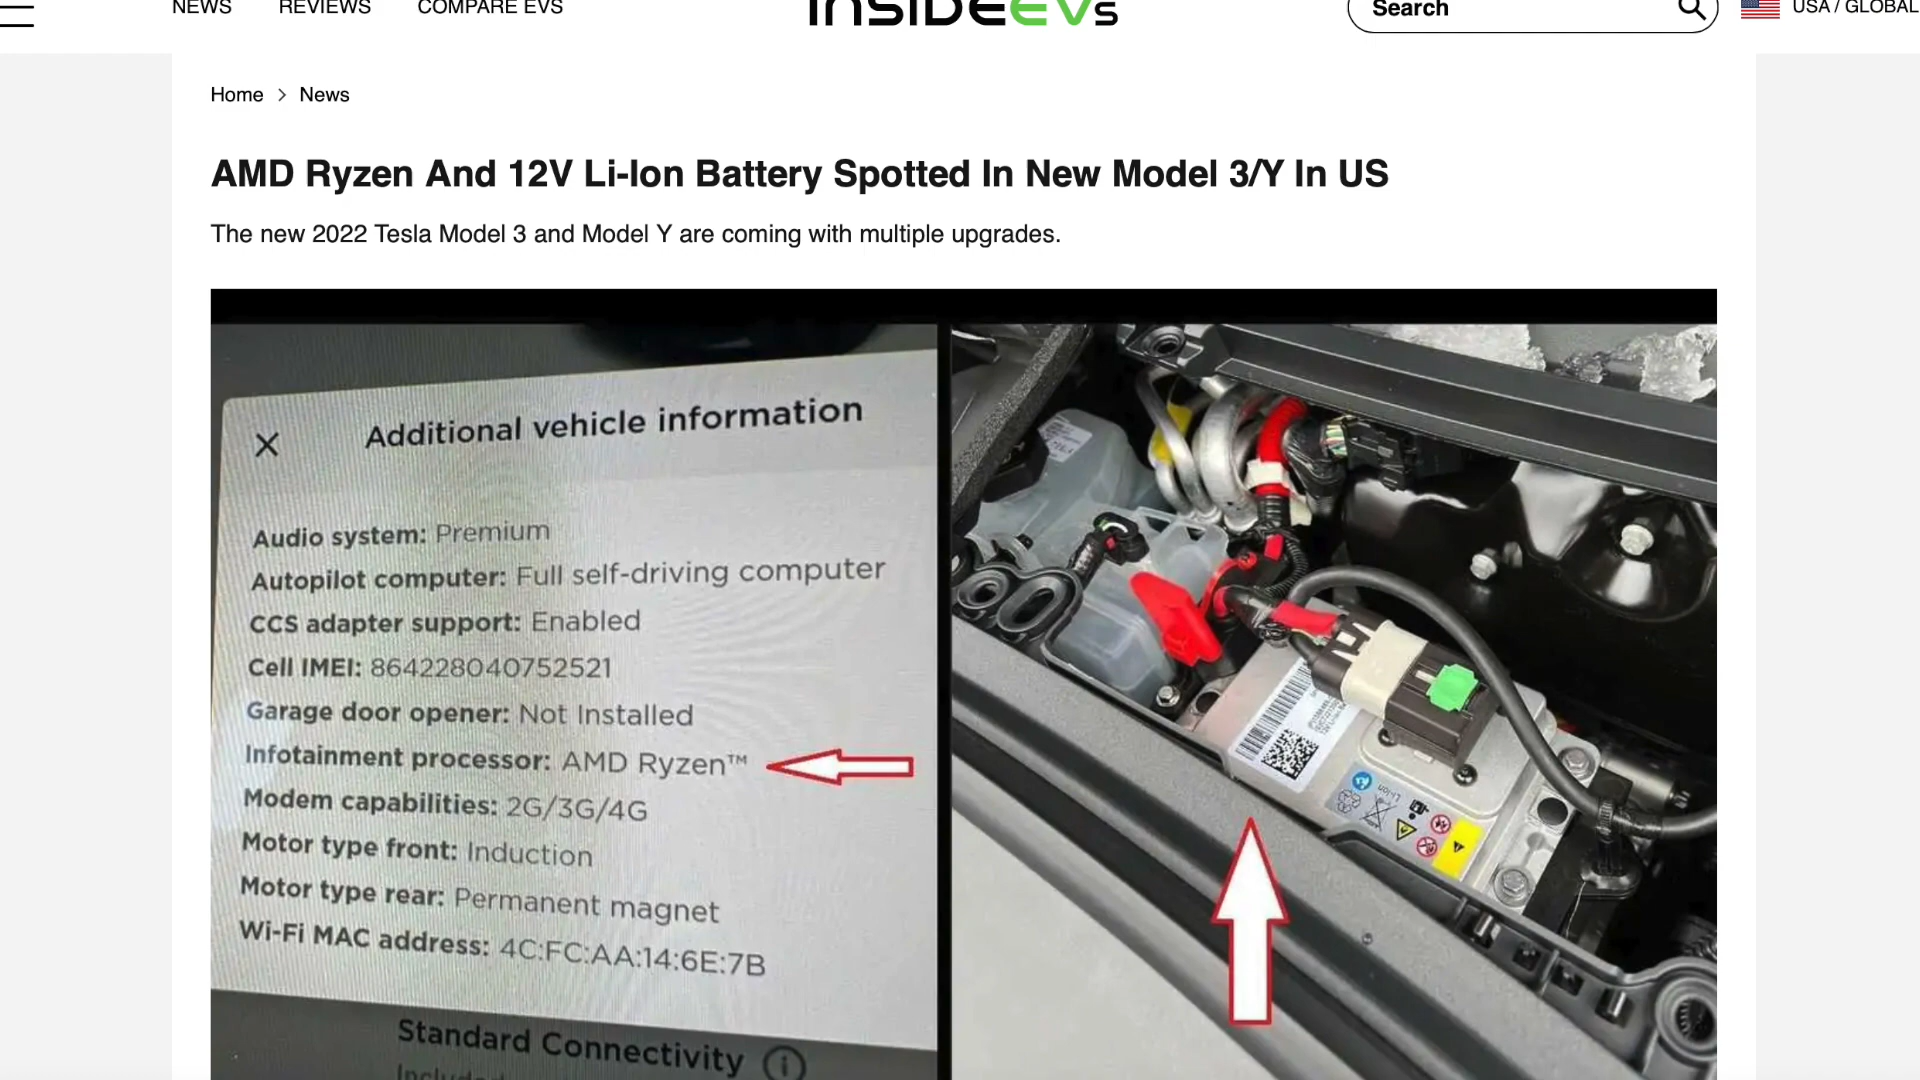 NEWS REVIEWS COMPARE EVS
INSIDEEVs
Search
USA / GLOBAL
Home > News
AMD Ryzen And 12V Li-Ion Battery Spotted In New Model 3/Y In US
The new 2022 Tesla Model 3 and Model Y are coming with multiple upgrades.
Additional vehicle information
Audio system: Premium
Autopilot computer: Full self-driving computer
CCS adapter support: Enabled
Cell IMEI: 864228040752521
Garage door opener: Not Installed
Infotainment processor: AMD Ryzen™
Modem capabilities: 2G/3G/4G
Motor type front: Induction
Motor type rear: Permanent magnet
Wi-Fi MAC address: 4C:FC:AA:14:6E:7B
Standard Connectivity
Li-ion